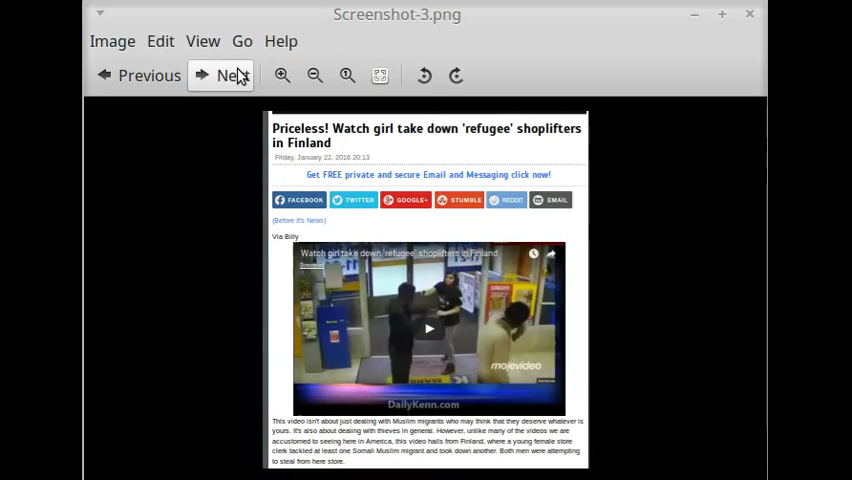 Screenshot-3.png
Image Edit View Go Help
Previous Next
Priceless! Watch girl take down 'refugee' shoplifters
in Finland
Friday, January 22, 2016 20:13
Get FREE private and secure Email and Messaging click now!
FACEBOOK TWITTER GOOGLE+ STUMBLE REDDIT EMAIL
(Before It's News)
Via Billy
Watch girl take down 'refugee' shoplifters in Finland
Download
mojevideo
DailyKenn.com
This video isn't about just dealing with Muslim migrants who may think that they deserve whatever is
yours. It's also about dealing with thieves in general. However, unlike many of the videos we are
accustomed to seeing here in America, this video hails from Finland, where a young female store
clerk tackled at least one Somali Muslim migrant and took down another. Both men were attempting
to steal from here store.